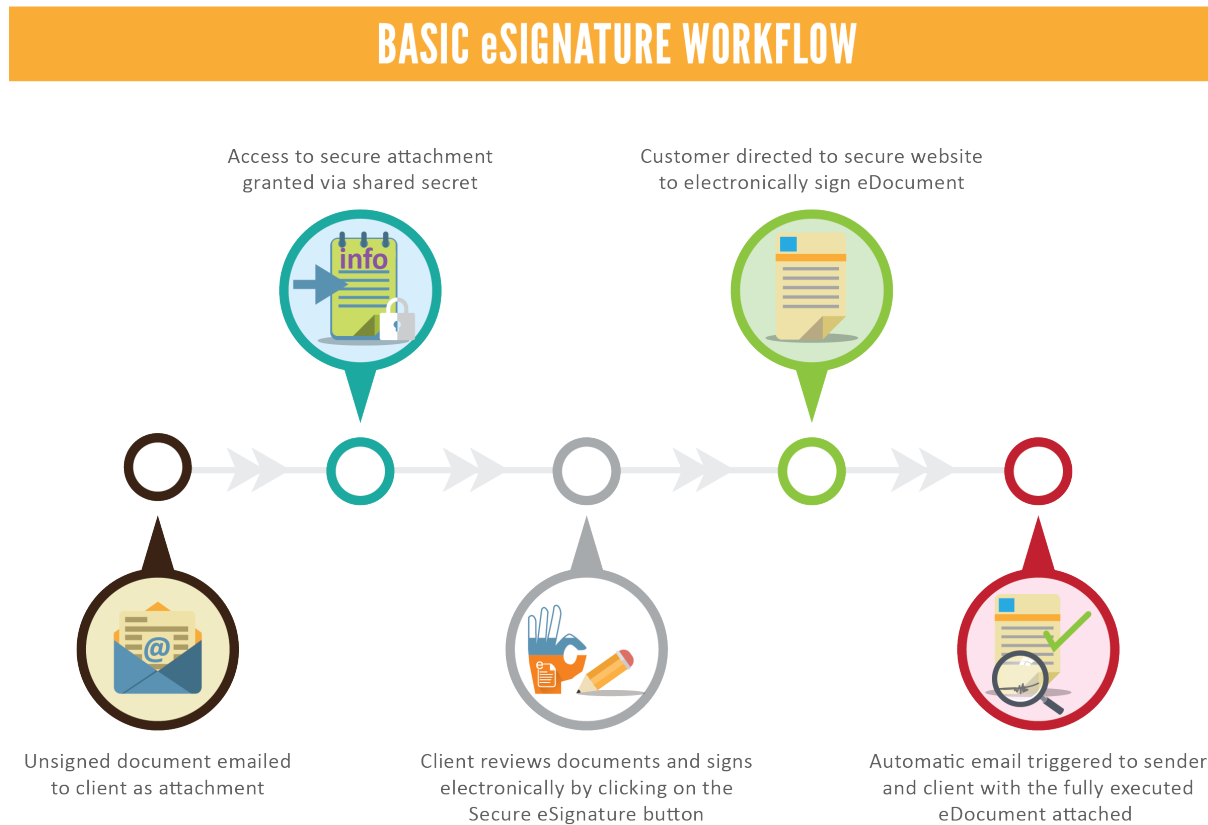 BASIC eSIGNATURE WORKFLOW
Access to secure attachment
granted via shared secret
Customer directed to secure website
to electronically sign eDocument
info
@
Unsigned document emailed
to client as attachment
Client reviews documents and signs
electronically by clicking on the
Secure eSignature button
Automatic email triggered to sender
and client with the fully executed
eDocument attached